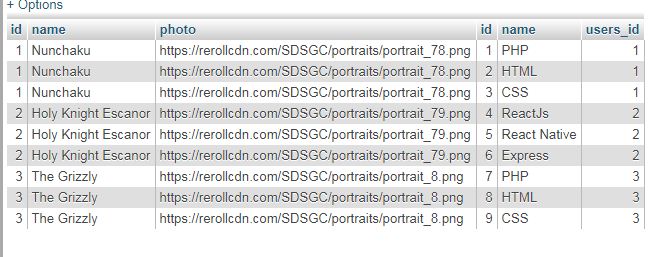 + Options
id name photo id name users_id
1 Nunchaku https://rerollcdn.com/SDSGC/portraits/portrait_78.png 1 PHP 1
1 Nunchaku https://rerollcdn.com/SDSGC/portraits/portrait_78.png 2 HTML 1
1 Nunchaku https://rerollcdn.com/SDSGC/portraits/portrait_78.png 3 CSS 1
2 Holy Knight Escanor https://rerollcdn.com/SDSGC/portraits/portrait_79.png 4 ReactJs 2
2 Holy Knight Escanor https://rerollcdn.com/SDSGC/portraits/portrait_79.png 5 React Native 2
2 Holy Knight Escanor https://rerollcdn.com/SDSGC/portraits/portrait_79.png 6 Express 2
3 The Grizzly https://rerollcdn.com/SDSGC/portraits/portrait_8.png 7 PHP 3
3 The Grizzly https://rerollcdn.com/SDSGC/portraits/portrait_8.png 8 HTML 3
3 The Grizzly https://rerollcdn.com/SDSGC/portraits/portrait_8.png 9 CSS 3